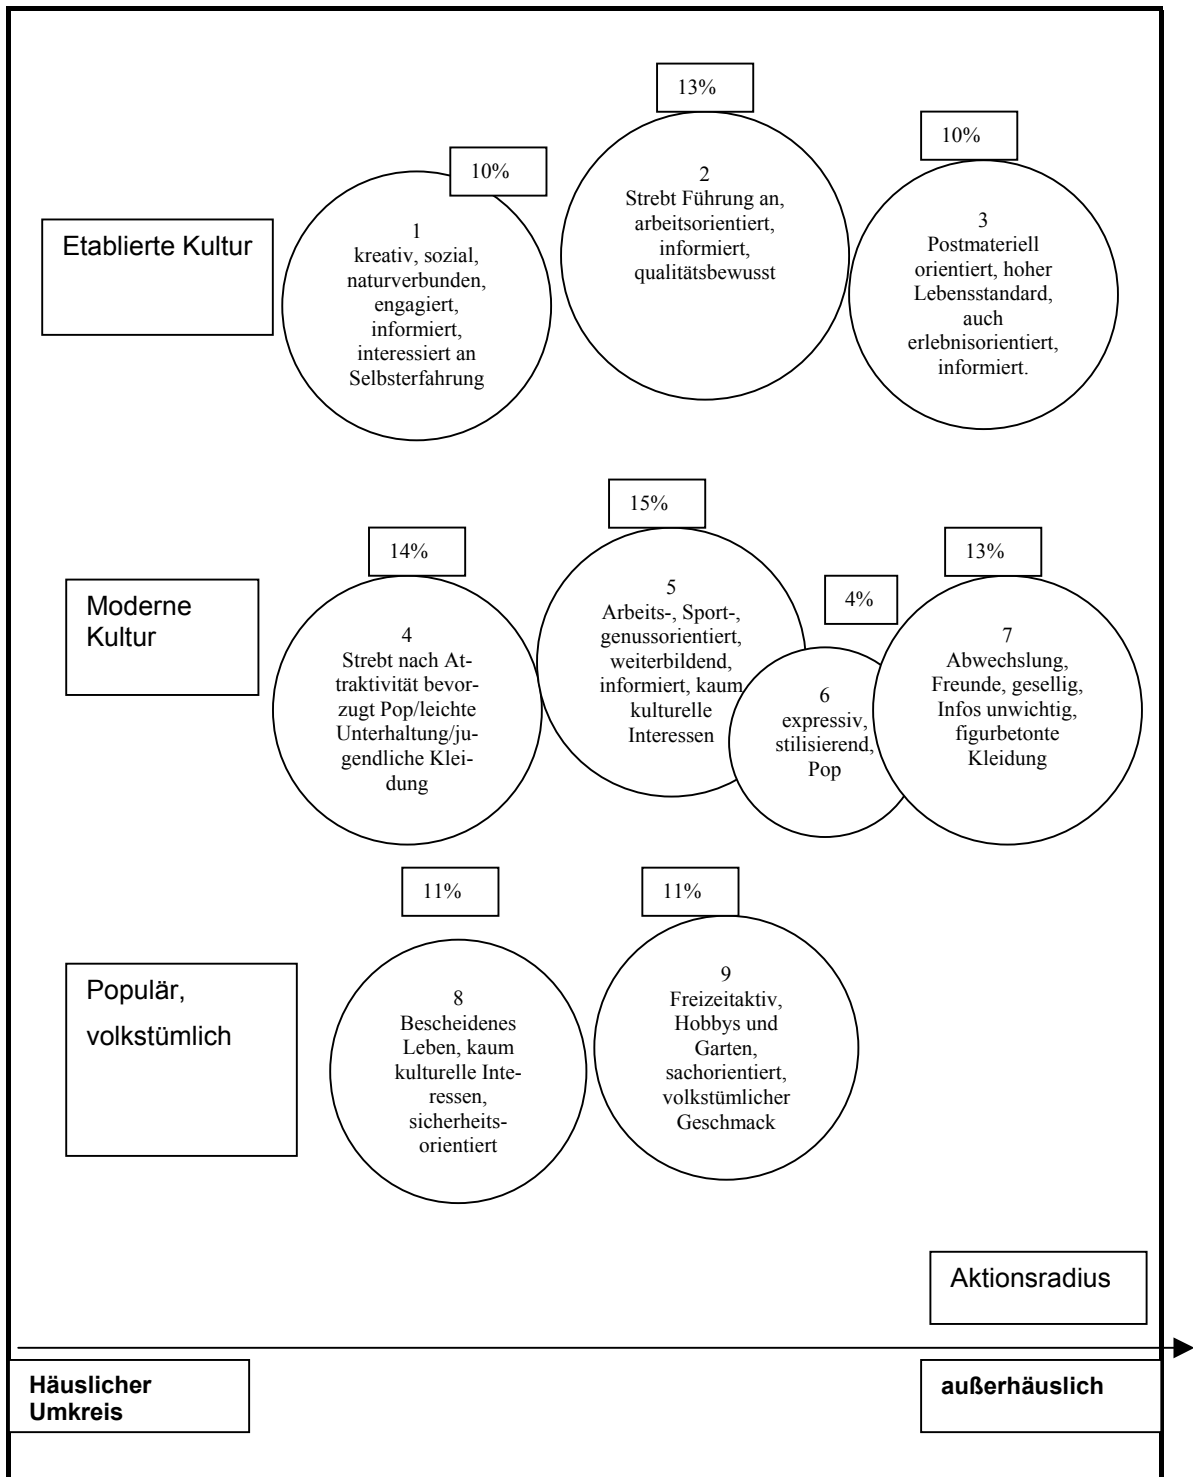 13%
10%
10%
Etablierte Kultur
1
kreativ, sozial,
naturverbunden,
engagiert,
informiert,
interessiert an
Selbsterfahrung
2
Strebt Führung an,
arbeitsorientiert,
informiert,
qualitätsbewusst
3
Postmateriell
orientiert, hoher
Lebensstandard,
auch
erlebnisorientiert,
informiert.
14%
15%
4%
13%
Moderne
Kultur
4
Strebt nach At-
traktivität bevor-
zugt Pop/leichte
Unterhaltung/ju-
gendliche Klei-
dung
5
Arbeits-, Sport-,
genussorientiert,
weiterbildend,
informiert, kaum
kulturelle
Interessen
6
expressiv,
stilisierend,
Pop
7
Abwechslung,
Freunde, gesellig,
Infos unwichtig,
figurbetonte
Kleidung
11%
11%
Populär,
volkstümlich
8
Bescheidenes
Leben, kaum
kulturelle Inte-
ressen,
sicherheits-
orientiert
9
Freizeitaktiv,
Hobbys und
Garten,
sachorientiert,
volkstümlicher
Geschmack
Aktionsradius
Häuslicher
Umkreis
außerhäuslich